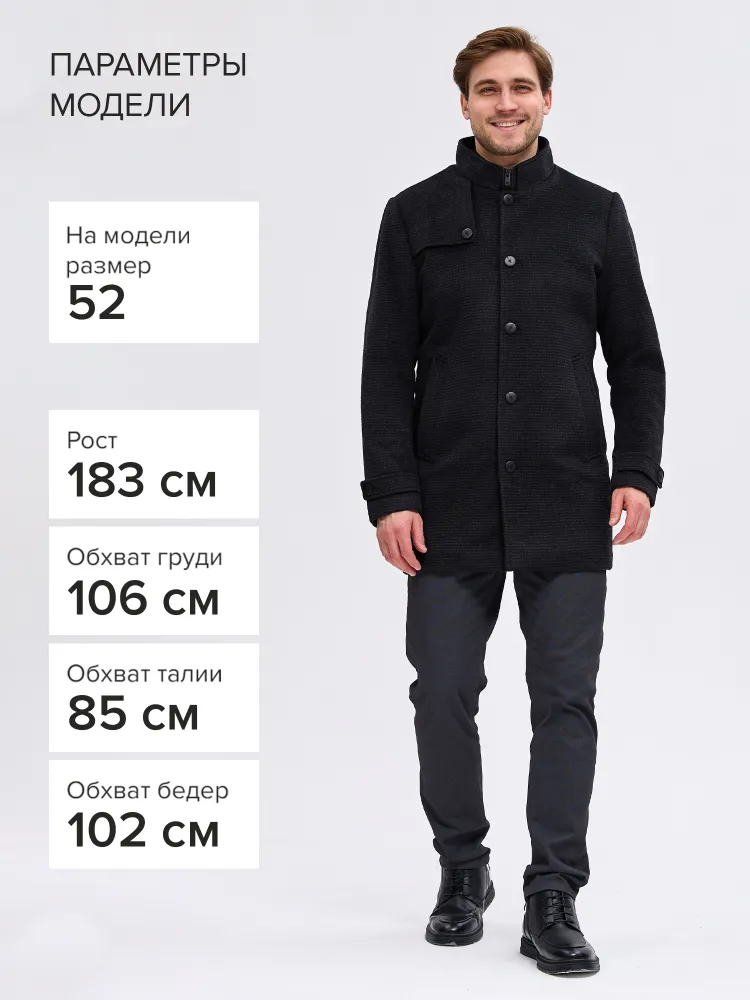 ПАРАМЕТРЫ
МОДЕЛИ
На модели
размер
52
Рост
183 см
Обхват груди
106 см
Обхват талии
85 см
Обхват бедер
102 см